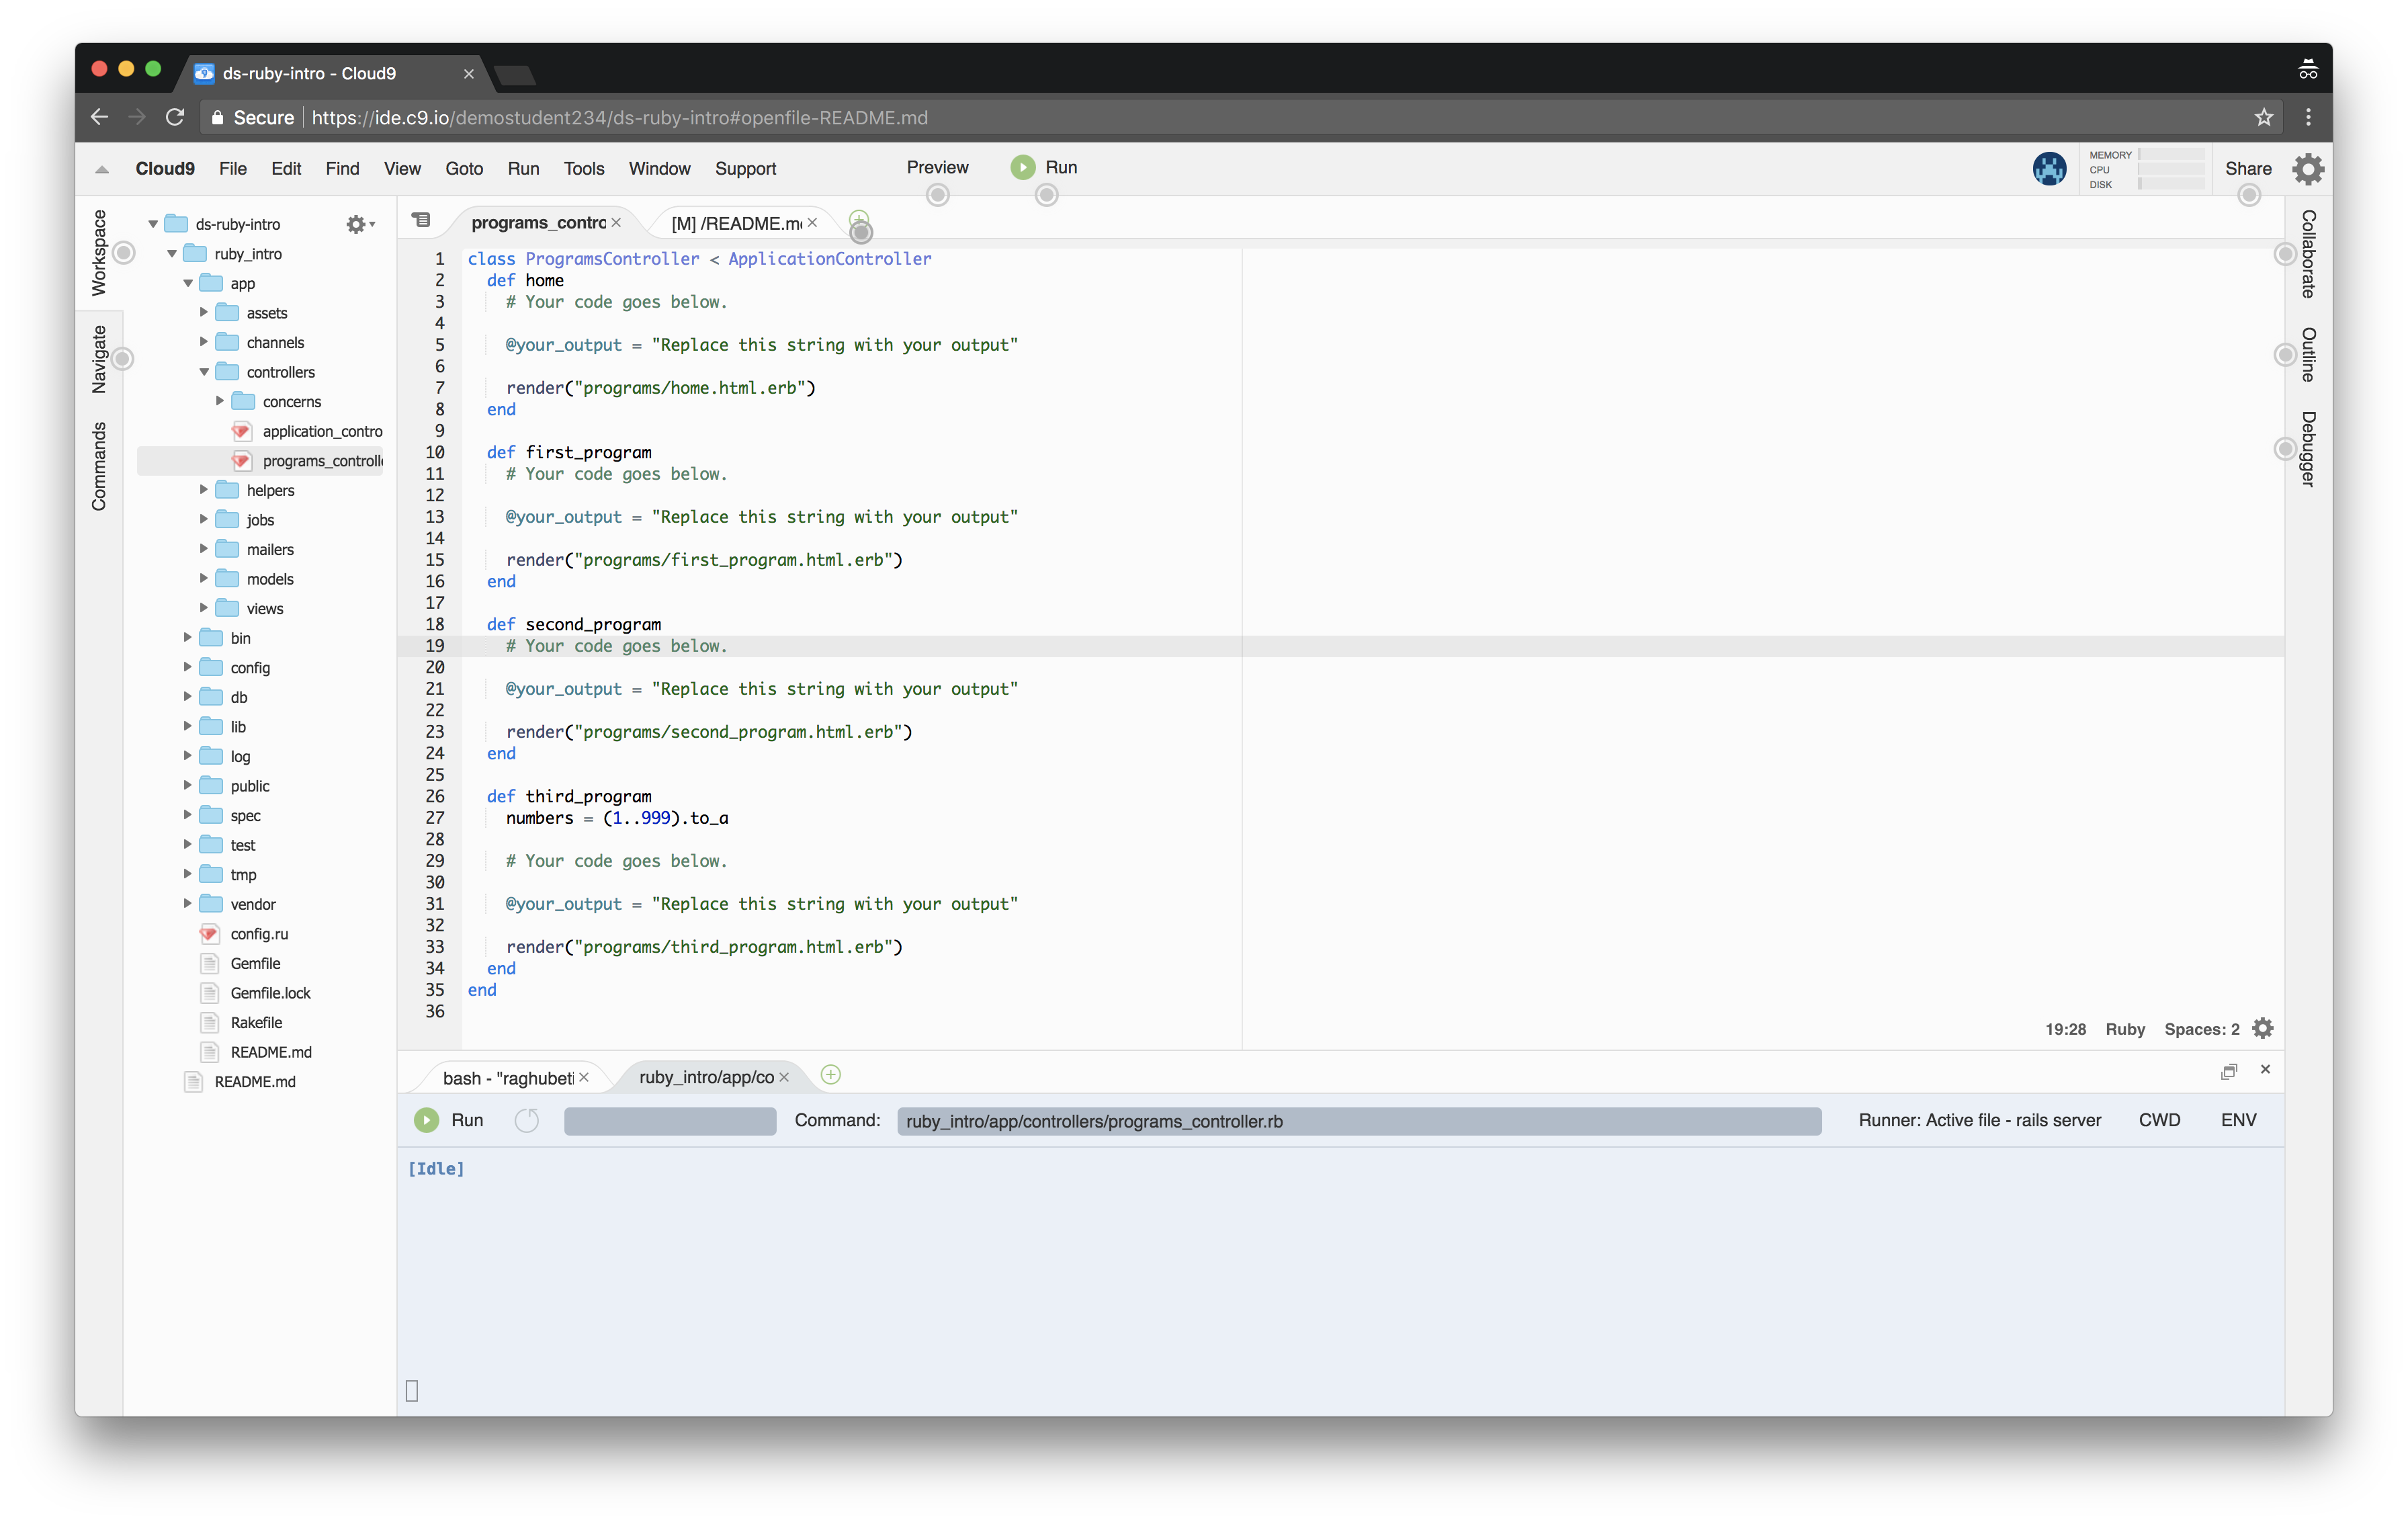 ds-ruby-intro - Cloud9
Secure https://ide.c9.io/demostudent234/ds-ruby-intro#openfile-README.md
Cloud9 File Edit Find View Goto Run Tools Window Support Preview Run
MEMORY
CPU
DISK
Share
Workspace
Navigate
Commands
ds-ruby-intro
ruby_intro
app
assets
channels
controllers
concerns
application_contro
programs_controll
helpers
jobs
mailers
models
views
bin
config
db
lib
log
public
spec
test
tmp
vendor
config.ru
Gemfile
Gemfile.lock
Rakefile
README.md
README.md
programs_contro [M] /README.m
1 class ProgramsController < ApplicationController
2 def home
3 # Your code goes below.
4
5 @your_output = "Replace this string with your output"
6
7 render("programs/home.html.erb")
8 end
9
10 def first_program
11 # Your code goes below.
12
13 @your_output = "Replace this string with your output"
14
15 render("programs/first_program.html.erb")
16 end
17
18 def second_program
19 # Your code goes below.
20
21 @your_output = "Replace this string with your output"
22
23 render("programs/second_program.html.erb")
24 end
25
26 def third_program
27 numbers = (1..999).to_a
28
29 # Your code goes below.
30
31 @your_output = "Replace this string with your output"
32
33 render("programs/third_program.html.erb")
34 end
35 end
36
19:28 Ruby Spaces: 2
Collaborate
Outline
Debugger
bash - "raghubeti ruby_intro/app/co
Run Command: ruby_intro/app/controllers/programs_controller.rb Runner: Active file - rails server CWD ENV
[Idle]